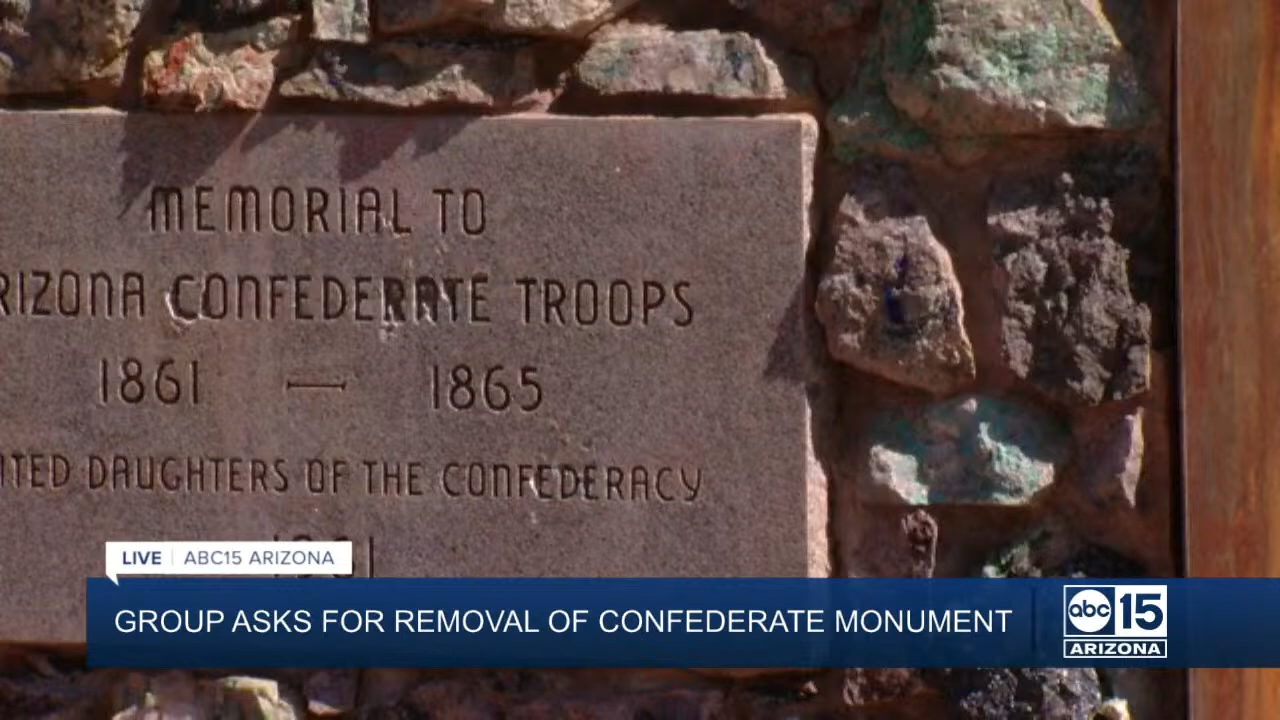 MEMORIAL TO
RIZONA CONFEDERATE TROOPS
1861 — 1865
ITED DAUGHTERS OF THE CONFEDERACY
LIVE | ABC15 ARIZONA
GROUP ASKS FOR REMOVAL OF CONFEDERATE MONUMENT
abc 15
ARIZONA